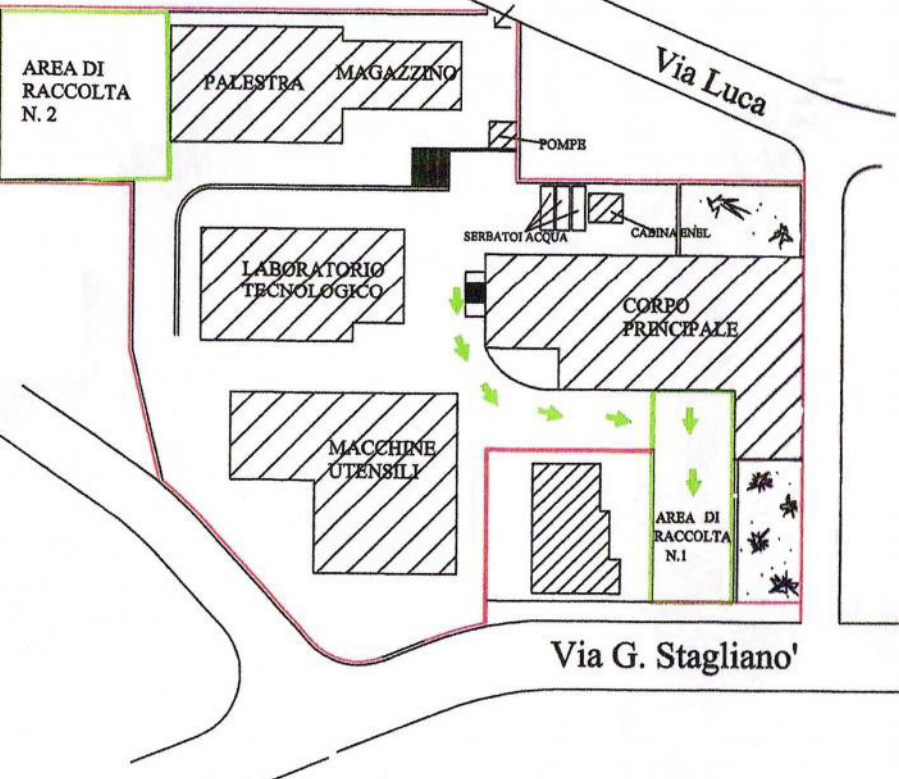 AREA DI
RACCOLTA
N. 2
PALESTRA
MAGAZZINO
Via Luca
POMPE
SERBATOI ACQUA
CABINA ENEL
LABORATORIO
TECNOLOGICO
CORPO
PRINCIPALE
MACCHINE
UTENSILI
AREA DI
RACCOLTA
N.1
Via G. Stagliano'